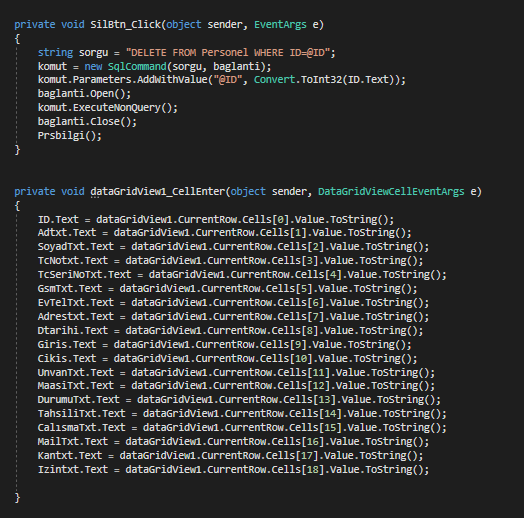 private void SilBtn_Click(object sender, EventArgs e)
{
string sorgu = "DELETE FROM Personel WHERE ID=@ID";
komut = new SqlCommand(sorgu, baglanti);
komut.Parameters.AddWithValue("@ID", Convert.ToInt32(ID.Text));
baglanti.Open();
komut.ExecuteNonQuery();
baglanti.Close();
Prsbilgi();
}
private void dataGridView1_CellEnter(object sender, DataGridViewCellEventArgs e)
{
ID.Text = dataGridView1.CurrentRow.Cells[0].Value.ToString();
Adtxt.Text = dataGridView1.CurrentRow.Cells[1].Value.ToString();
SoyadTxt.Text = dataGridView1.CurrentRow.Cells[2].Value.ToString();
TcNotxt.Text = dataGridView1.CurrentRow.Cells[3].Value.ToString();
TcSeriNoTxt.Text = dataGridView1.CurrentRow.Cells[4].Value.ToString();
GsmTxt.Text = dataGridView1.CurrentRow.Cells[5].Value.ToString();
EvTelTxt.Text = dataGridView1.CurrentRow.Cells[6].Value.ToString();
Adrestxt.Text = dataGridView1.CurrentRow.Cells[7].Value.ToString();
Dtarihi.Text = dataGridView1.CurrentRow.Cells[8].Value.ToString();
Giris.Text = dataGridView1.CurrentRow.Cells[9].Value.ToString();
Cikis.Text = dataGridView1.CurrentRow.Cells[10].Value.ToString();
UnvanTxt.Text = dataGridView1.CurrentRow.Cells[11].Value.ToString();
MaasiTxt.Text = dataGridView1.CurrentRow.Cells[12].Value.ToString();
DurumuTxt.Text = dataGridView1.CurrentRow.Cells[13].Value.ToString();
TahsiliTxt.Text = dataGridView1.CurrentRow.Cells[14].Value.ToString();
CalısmaTxt.Text = dataGridView1.CurrentRow.Cells[15].Value.ToString();
MailTxt.Text = dataGridView1.CurrentRow.Cells[16].Value.ToString();
Kantxt.Text = dataGridView1.CurrentRow.Cells[17].Value.ToString();
Izintxt.Text = dataGridView1.CurrentRow.Cells[18].Value.ToString();
}